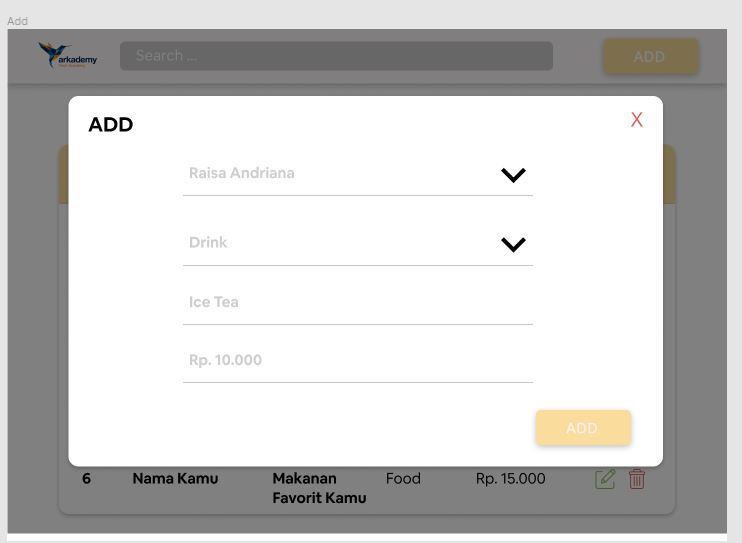 Add
arkademy
Search ...
ADD
ADD
X
Raisa Andriana
Drink
Ice Tea
Rp. 10.000
ADD
6 Nama Kamu Makanan Food Rp. 15.000
Favorit Kamu